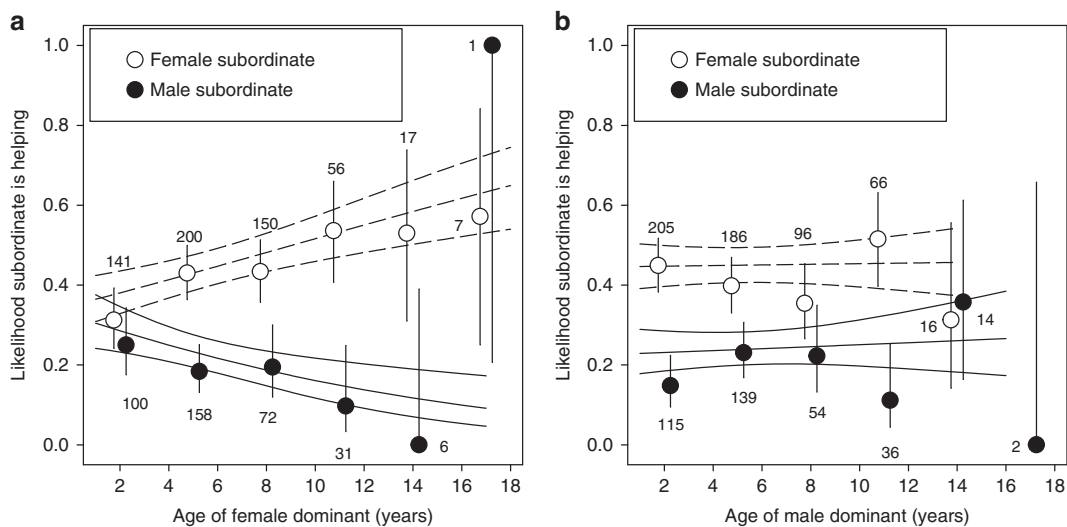 a
Female subordinate
Male subordinate
Likelihood subordinate is helping
1.0
0.8
0.6
0.4
0.2
0.0
141
200
150
56
17
7
1
100
158
72
31
6
2 4 6 8 10 12 14 16 18
Age of female dominant (years)
b
Female subordinate
Male subordinate
Likelihood subordinate is helping
1.0
0.8
0.6
0.4
0.2
0.0
205
186
96
66
16
14
115
139
54
36
2
2 4 6 8 10 12 14 16 18
Age of male dominant (years)